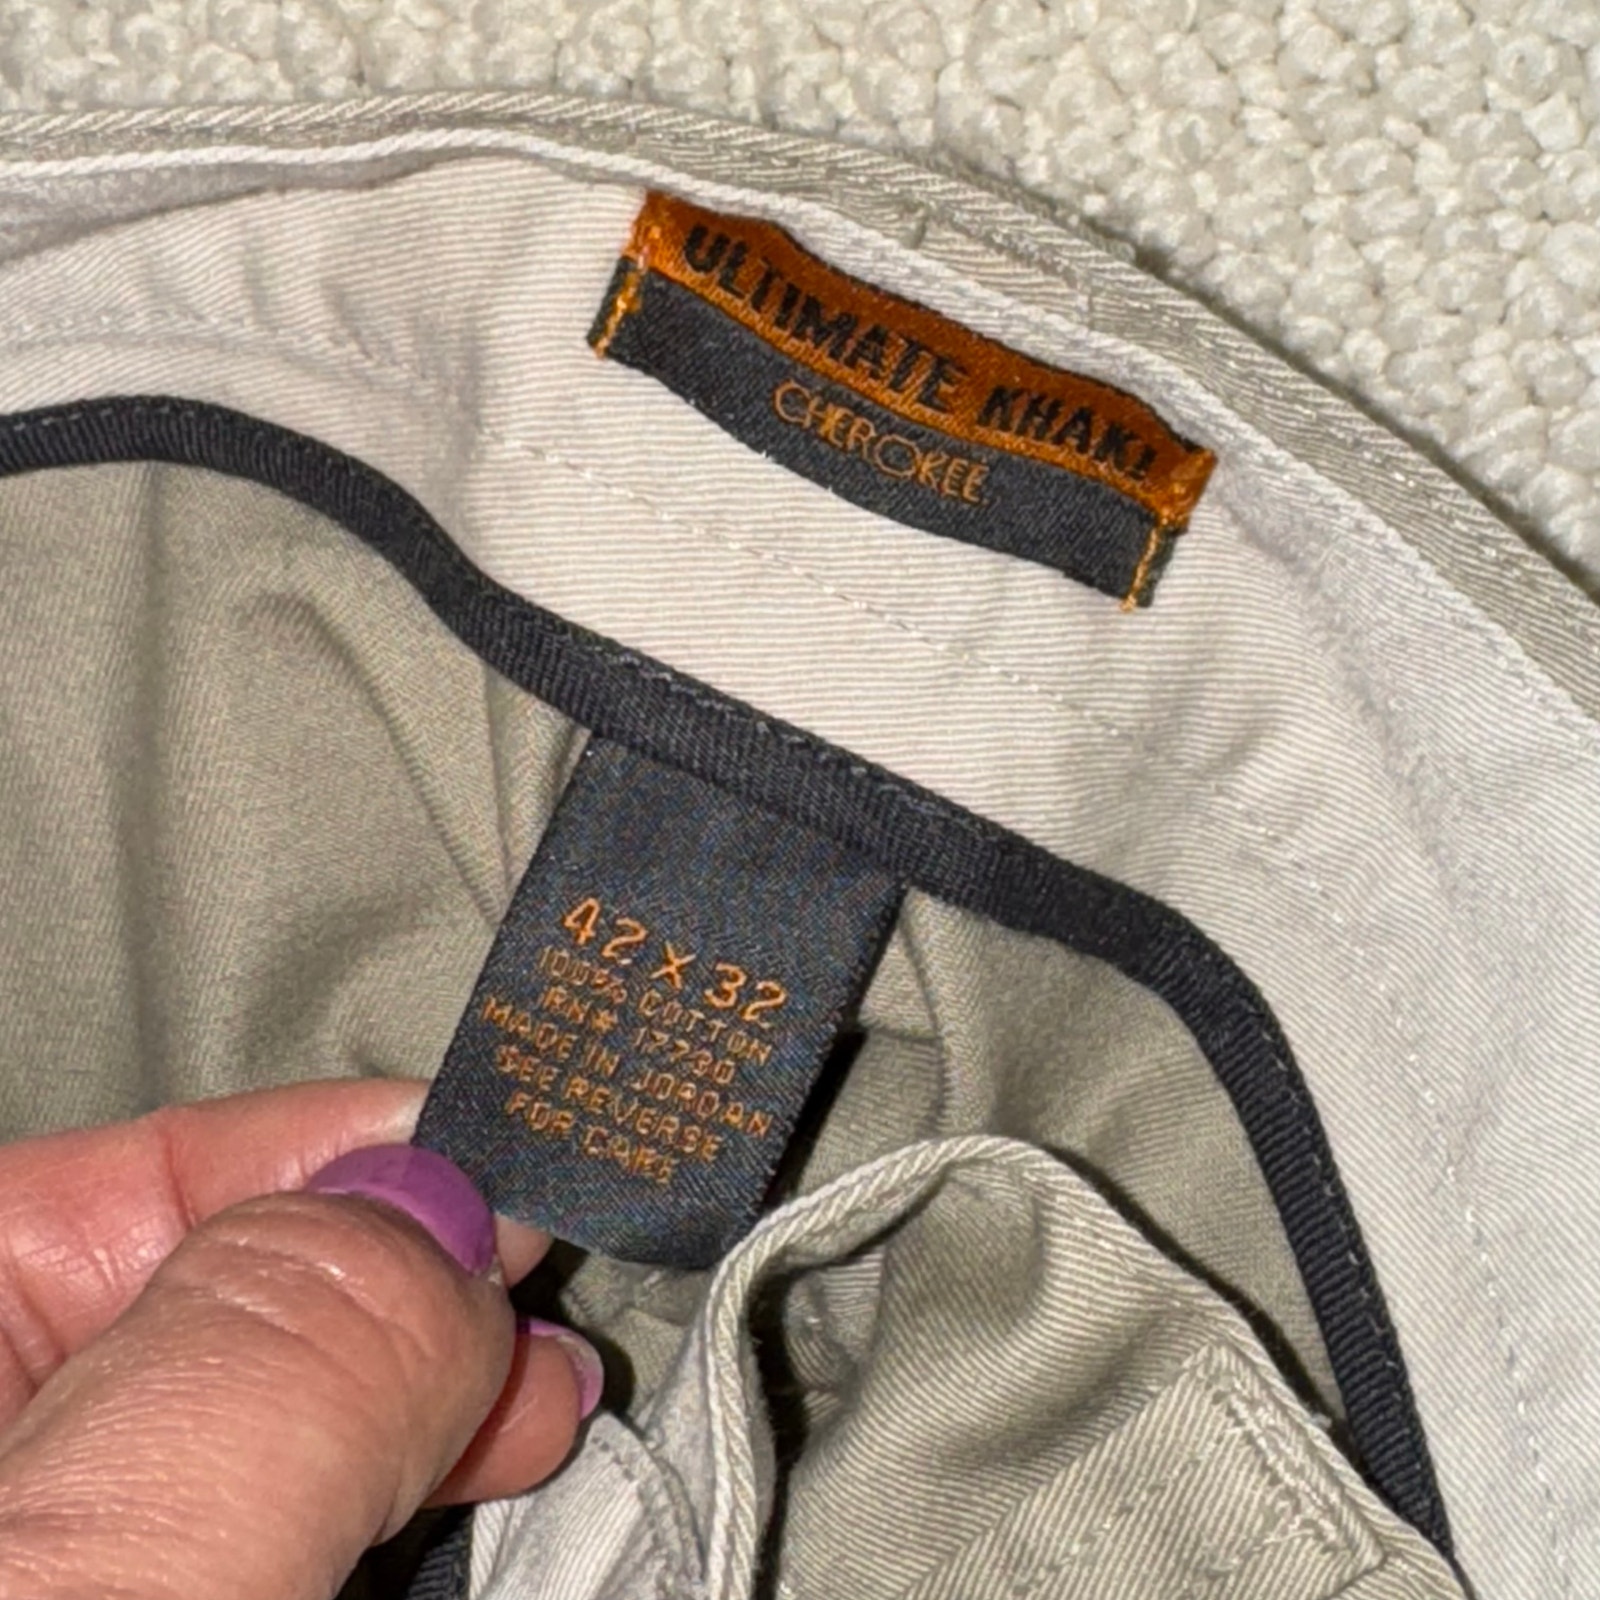 ULTIMATE KHAKI
CHEROKEE
42 X 32
100% COTTON
RN# 17730
MADE IN JORDAN
SEE REVERSE
FOR CARE